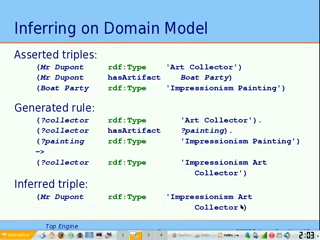 Inferring on Domain Model
Asserted triples:
(Mr Dupont rdf:Type 'Art Collector')
(Mr Dupont hasArtifact Boat Party)
(Boat Party rdf:Type 'Impressionism Painting')
Generated rule:
(?collector rdf:Type 'Art Collector').
(?collector hasArtifact ?painting).
(?painting rdf:Type 'Impressionism Painting')
->
(?collector rdf:Type 'Impressionism Art
Collector')
Inferred triple:
(Mr Dupont rdf:Type 'Impressionism Art
Collector')
Top Engine
2:03